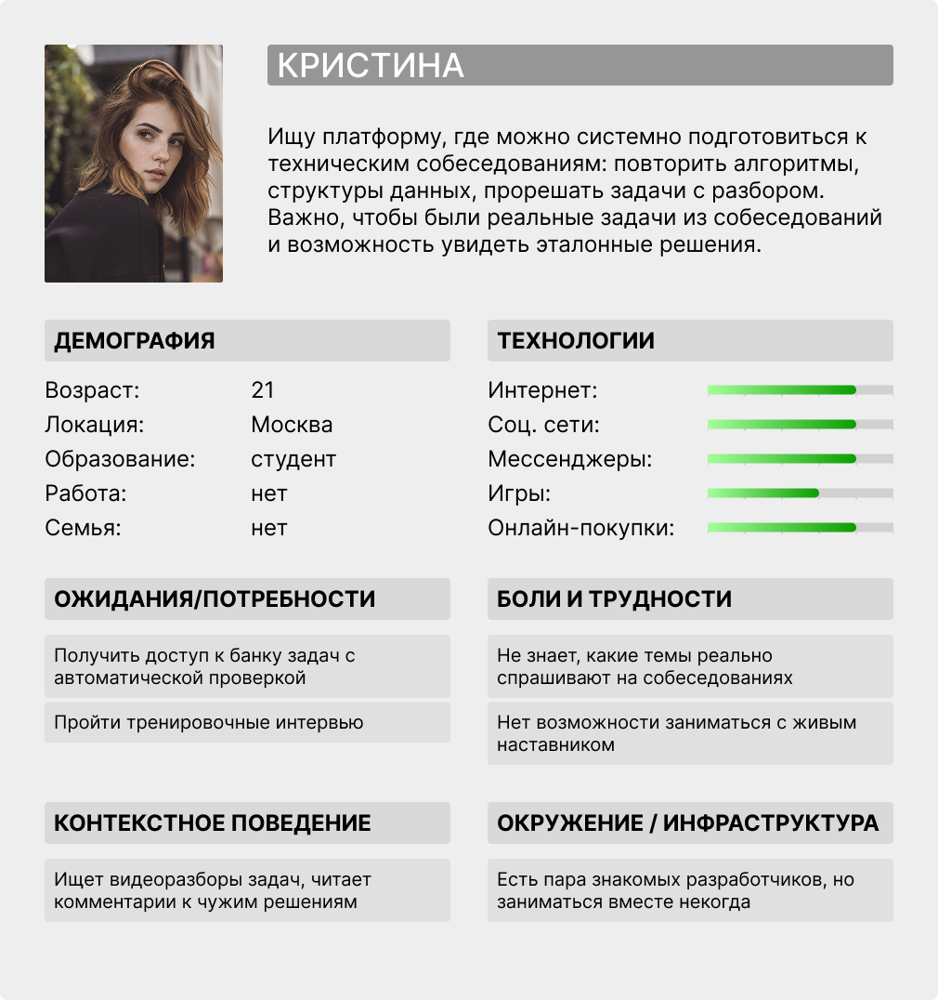 КРИСТИНА
Ищу платформу, где можно системно подготовиться к
техническим собеседованиям: повторить алгоритмы,
структуры данных, прорешать задачи с разбором.
Важно, чтобы были реальные задачи из собеседований
и возможность увидеть эталонные решения.
ДЕМОГРАФИЯ
Возраст: 21
Локация: Москва
Образование: студент
Работа: нет
Семья: нет
ТЕХНОЛОГИИ
Интернет:
Соц. сети:
Мессенджеры:
Игры:
Онлайн-покупки:
ОЖИДАНИЯ/ПОТРЕБНОСТИ
Получить доступ к банку задач с
автоматической проверкой
Пройти тренировочные интервью
БОЛИ И ТРУДНОСТИ
Не знает, какие темы реально
спрашивают на собеседованиях
Нет возможности заниматься с живым
наставником
КОНТЕКСТНОЕ ПОВЕДЕНИЕ
Ищет видеоразборы задач, читает
комментарии к чужим решениям
ОКРУЖЕНИЕ / ИНФРАСТРУКТУРА
Есть пара знакомых разработчиков, но
заниматься вместе некогда